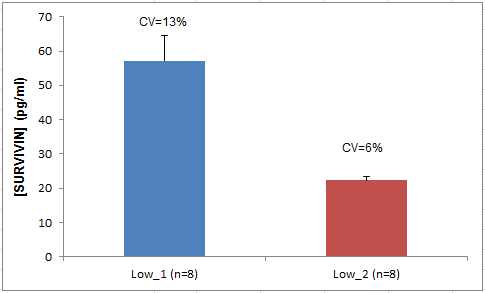 [SURVIVIN] (pg/ml)
70
60
50
40
30
20
10
0
CV=13%
CV=6%
Low_1 (n=8)
Low_2 (n=8)